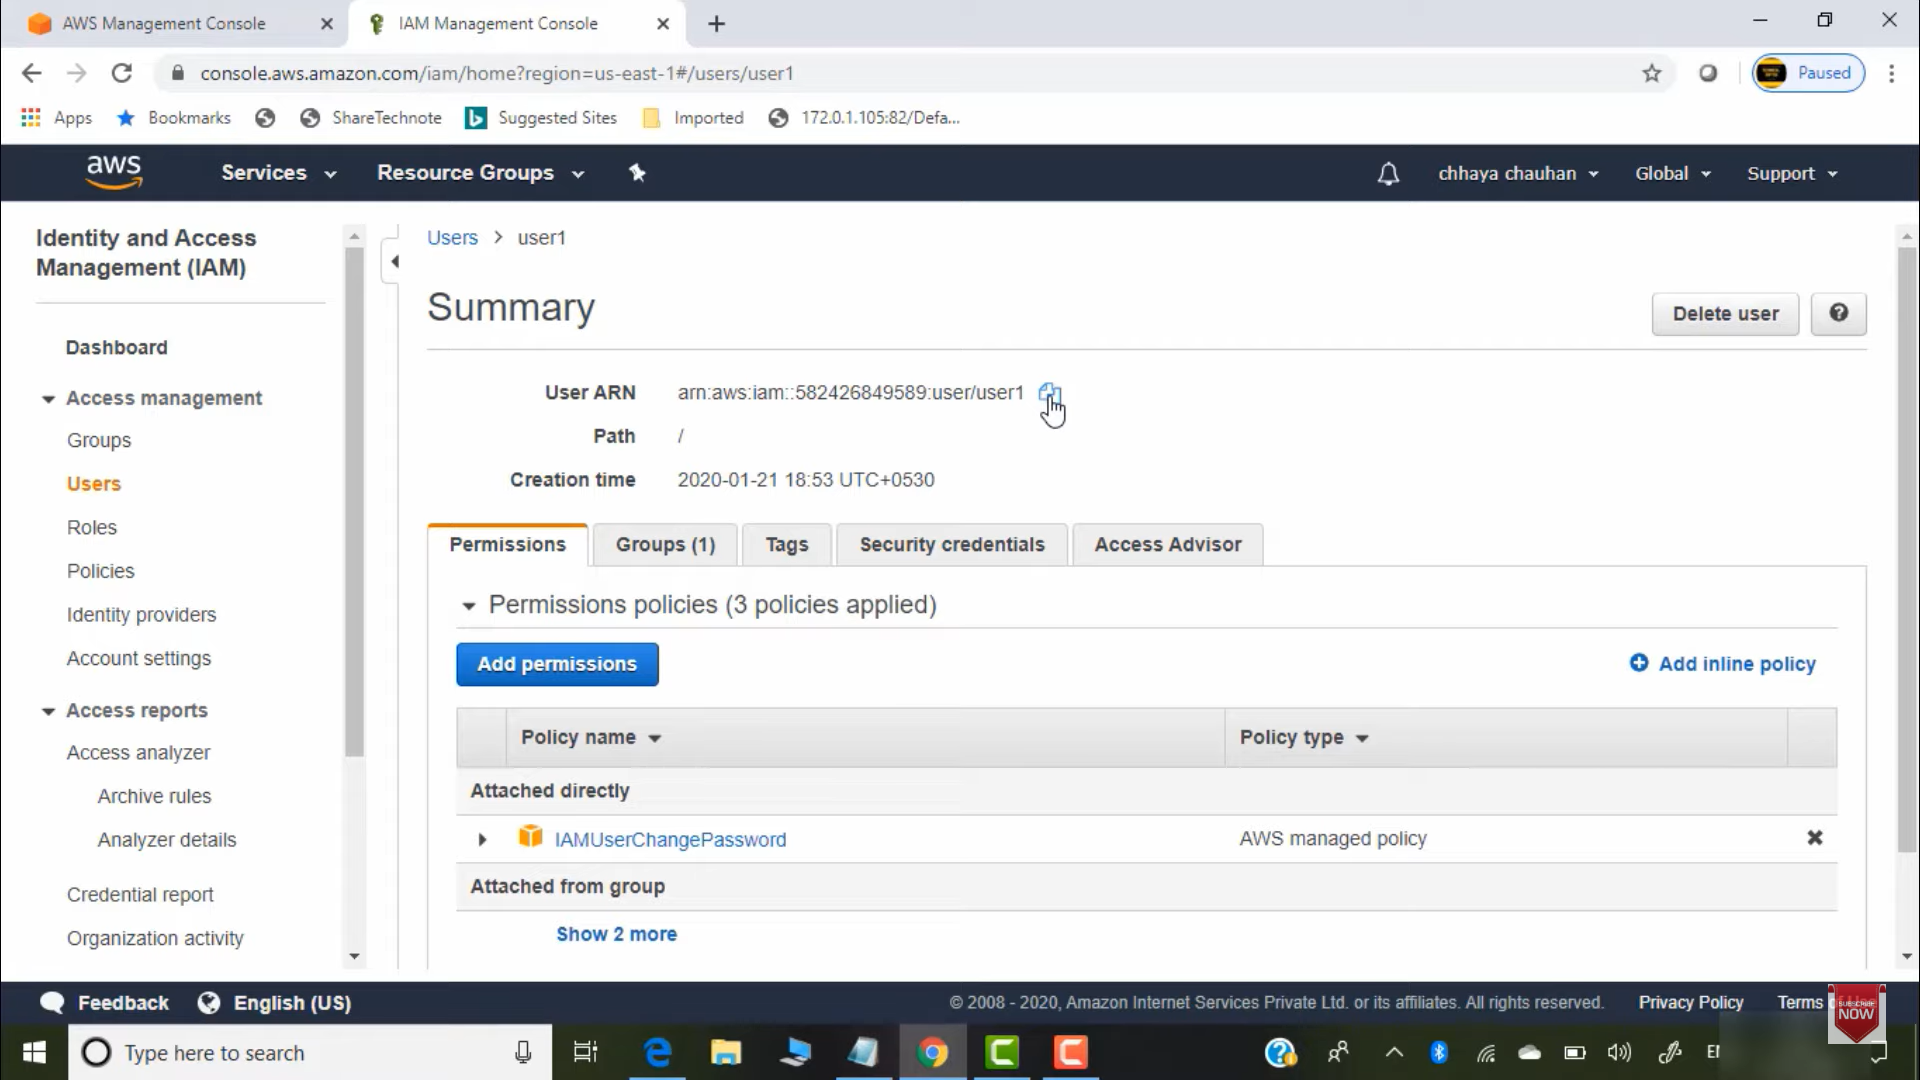 AWS Management Console
IAM Management Console
console.aws.amazon.com/iam/home?region=us-east-1#/users/user1
Paused
Apps
Bookmarks
ShareTechnote
Suggested Sites
Imported
172.0.1.105:82/Defa...
aws
Services
Resource Groups
chhaya chauhan
Global
Support
Identity and Access
Management (IAM)
Dashboard
Access management
Groups
Users
Roles
Policies
Identity providers
Account settings
Access reports
Access analyzer
Archive rules
Analyzer details
Credential report
Organization activity
Users > user1
Summary
Delete user
User ARN arn:aws:iam::582426849589:user/user1
Path /
Creation time 2020-01-21 18:53 UTC+0530
Permissions
Groups (1)
Tags
Security credentials
Access Advisor
Permissions policies (3 policies applied)
Add permissions
Add inline policy
Policy name
Policy type
Attached directly
IAMUserChangePassword
AWS managed policy
Attached from group
Show 2 more
Feedback
English (US)
© 2008 - 2020, Amazon Internet Services Private Ltd. or its affiliates. All rights reserved.
Privacy Policy
Terms
SUBSCRIBE
NOW
Type here to search